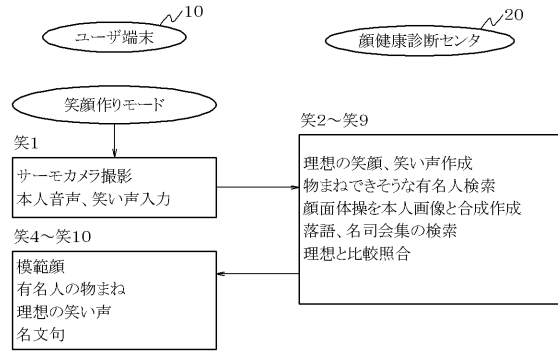 10
ユーザ端末
20
顔健康診断センタ
笑顔作りモード
笑1
サーモカメラ撮影
本人音声、笑い声入力
笑2～笑9
理想の笑顔、笑い声作成
物まねできそうな有名人検索
顔面体操を本人画像と合成作成
落語、名司会集の検索
理想と比較照合
笑4～笑10
模範顔
有名人の物まね
理想の笑い声
名文句